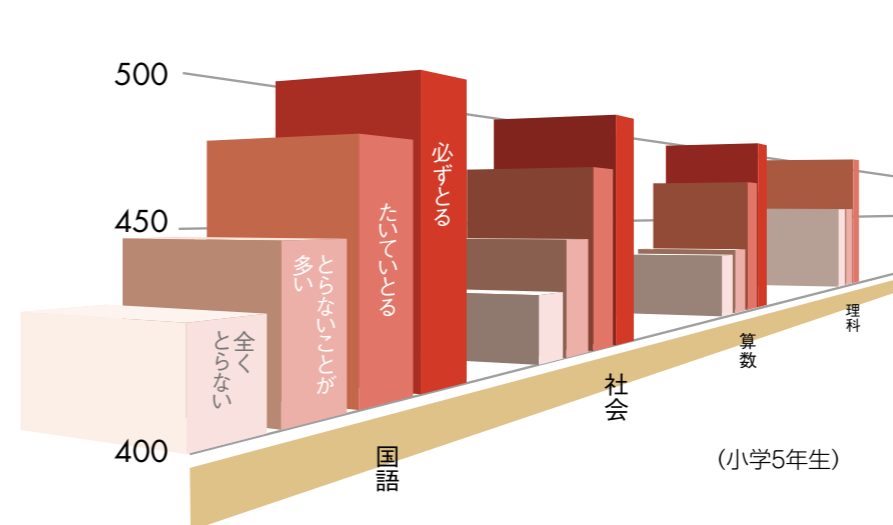 500
450
400
必ずとる
たいていとる
とらないことが
多い
全く
とらない
国語
社会
算数
理科
(小学5年生)